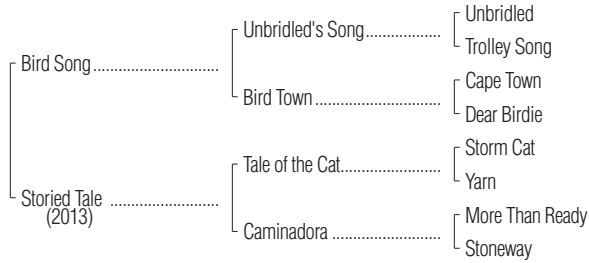 Unbridled
Unbridled's Song..................
Trolley Song
Bird Song..............................
Cape Town
Bird Town..............................
Dear Birdie
Storm Cat
Tale of the Cat........................
Yarn
Storied Tale ..........................
(2013)
More Than Ready
Caminadora ..........................
Stoneway